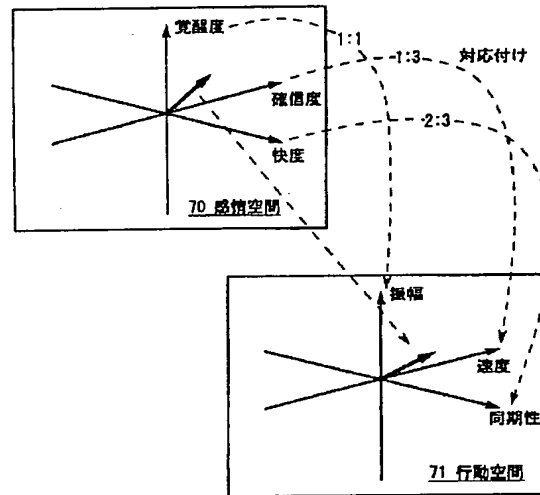 覚醒度
1:1
1:3
対応付け
確信度
2:3
快度
70 感情空間
振幅
速度
同期性
71 行動空間